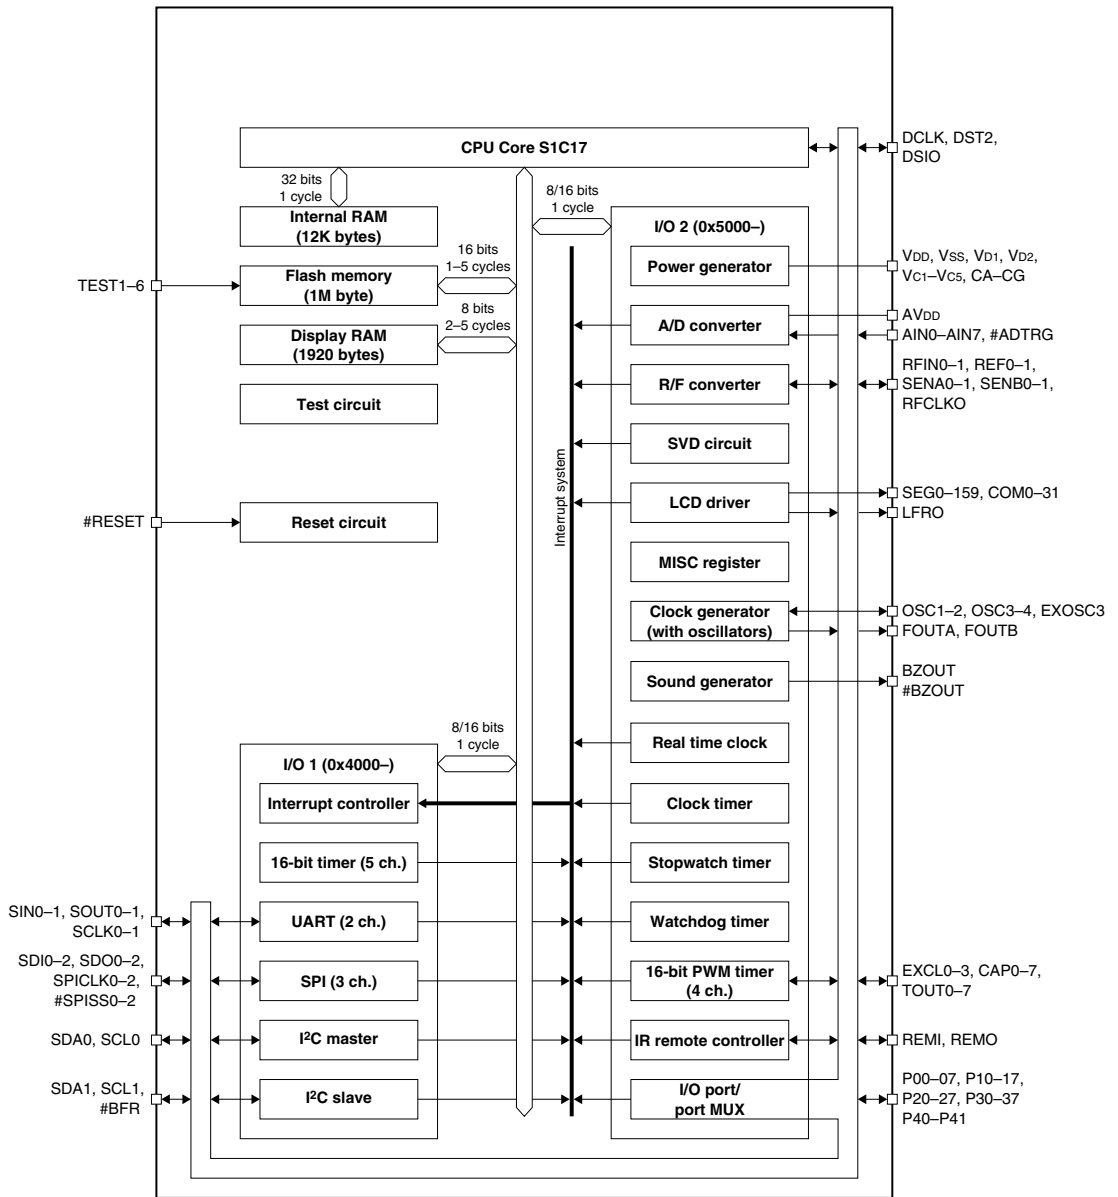 CPU Core S1C17
DCLK, DST2,
DSIO
32 bits
1 cycle
8/16 bits
1 cycle
Internal RAM
(12K bytes)
I/O 2 (0x5000–)
16 bits
1–5 cycles
TEST1–6
Flash memory
(1M byte)
Power generator
VDD, VSS, VD1, VD2,
VC1–VC5, CA–CG
8 bits
2–5 cycles
Display RAM
(1920 bytes)
A/D converter
AVDD
AIN0–AIN7, #ADTRG
Test circuit
R/F converter
RFIN0–1, REF0–1,
SENA0–1, SENB0–1,
RFCLKO
Interrupt system
SVD circuit
#RESET
Reset circuit
LCD driver
SEG0–159, COM0–31
LFRO
MISC register
Clock generator
(with oscillators)
OSC1–2, OSC3–4, EXOSC3
FOUTA, FOUTB
Sound generator
BZOUT
#BZOUT
8/16 bits
1 cycle
Real time clock
I/O 1 (0x4000–)
Interrupt controller
Clock timer
16-bit timer (5 ch.)
Stopwatch timer
SIN0–1, SOUT0–1,
SCLK0–1
UART (2 ch.)
Watchdog timer
SDI0–2, SDO0–2,
SPICLK0–2,
#SPISS0–2
SPI (3 ch.)
16-bit PWM timer
(4 ch.)
EXCL0–3, CAP0–7,
TOUT0–7
SDA0, SCL0
I2C master
IR remote controller
REMI, REMO
SDA1, SCL1,
#BFR
I2C slave
I/O port/
port MUX
P00–07, P10–17,
P20–27, P30–37
P40–P41